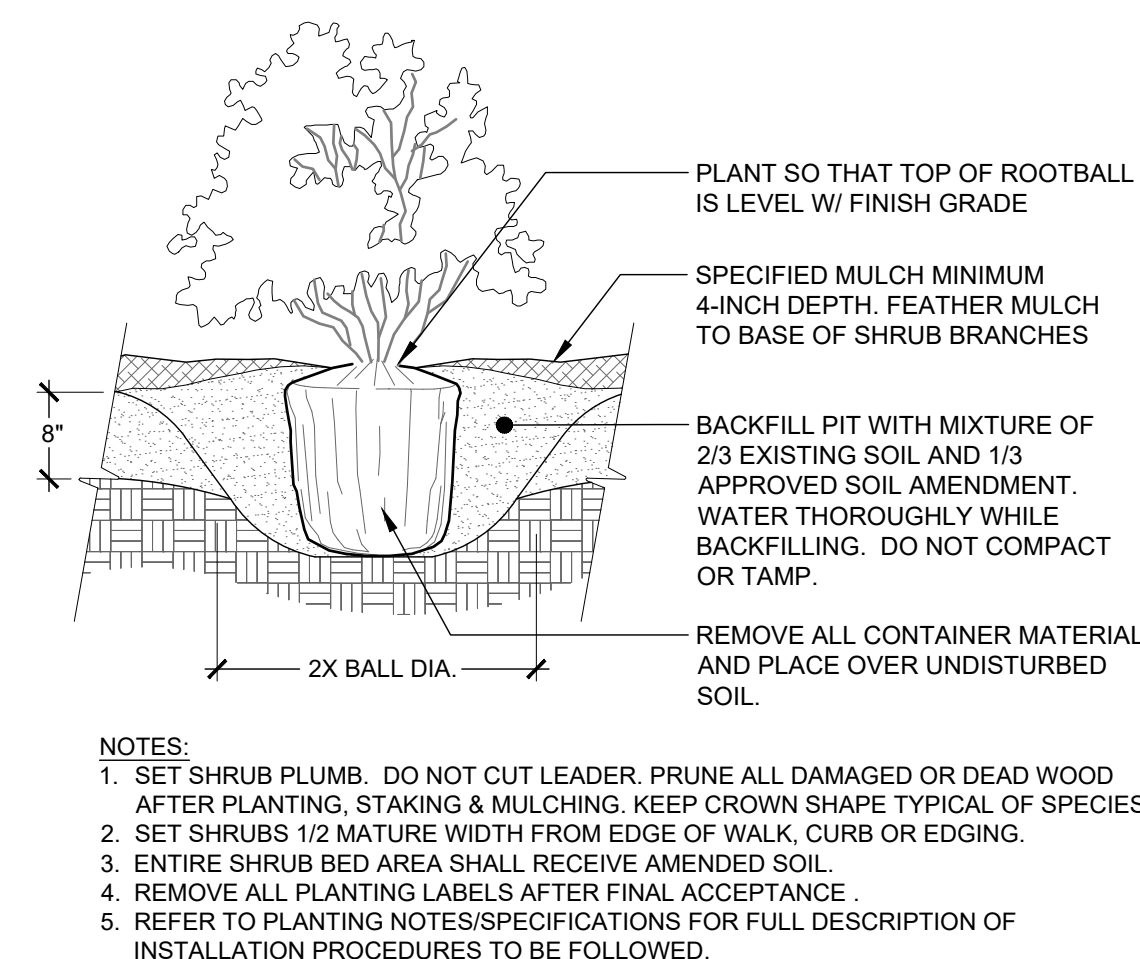 PLANT SO THAT TOP OF ROOTBALL
IS LEVEL W/ FINISH GRADE
SPECIFIED MULCH MINIMUM
4-INCH DEPTH. FEATHER MULCH
TO BASE OF SHRUB BRANCHES
8"
BACKFILL PIT WITH MIXTURE OF
2/3 EXISTING SOIL AND 1/3
APPROVED SOIL AMENDMENT.
WATER THOROUGHLY WHILE
BACKFILLING. DO NOT COMPACT
OR TAMP.
REMOVE ALL CONTAINER MATERIAL
AND PLACE OVER UNDISTURBED
SOIL.
2X BALL DIA.
NOTES:
1. SET SHRUB PLUMB. DO NOT CUT LEADER. PRUNE ALL DAMAGED OR DEAD WOOD
AFTER PLANTING, STAKING & MULCHING. KEEP CROWN SHAPE TYPICAL OF SPECIES
2. SET SHRUBS 1/2 MATURE WIDTH FROM EDGE OF WALK, CURB OR EDGING.
3. ENTIRE SHRUB BED AREA SHALL RECEIVE AMENDED SOIL.
4. REMOVE ALL PLANTING LABELS AFTER FINAL ACCEPTANCE .
5. REFER TO PLANTING NOTES/SPECIFICATIONS FOR FULL DESCRIPTION OF
INSTALLATION PROCEDURES TO BE FOLLOWED.